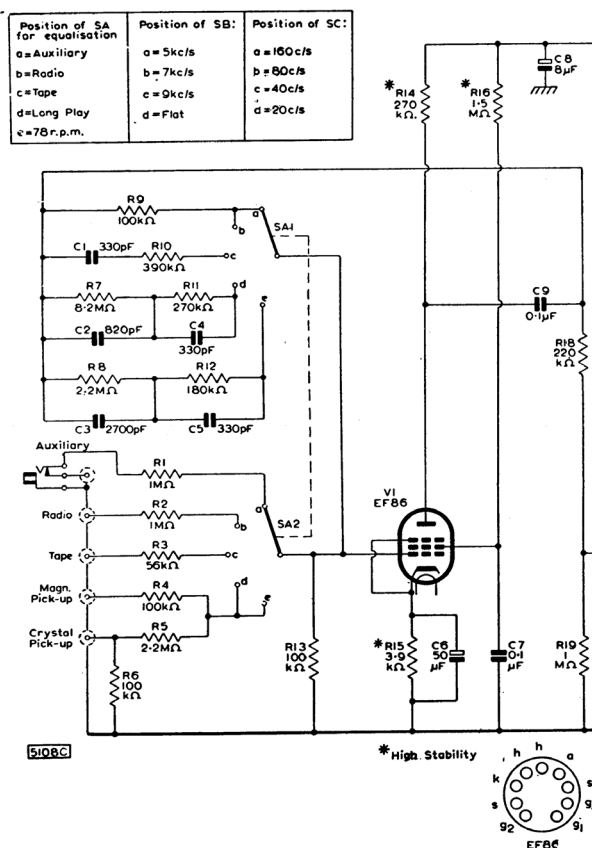 Position of SA for equalisation
a=Auxiliary
b=Radio
c=Tape
d=Long Play
e=78 r.p.m.
Position of SB:
a=5kc/s
b=7kc/s
c=9kc/s
d=Flat
Position of SC:
a=160c/s
b=80c/s
c=40c/s
d=20c/s
C8
8μF
*
R14
270
kΩ.
*
R16
1·5
MΩ
R9
100kΩ
a
b
SA1
C1 330pF
R10
390kΩ
c
R7
8·2MΩ
R11
270kΩ
d
e
C2 820pF
C4
330pF
C9
0·1μF
R18
220
kΩ
R8
2·2MΩ
R12
180kΩ
C3 2700pF
C5 330pF
Auxiliary
R1
1MΩ
V1
EF86
Radio
R2
1MΩ
a
b
SA2
Tape
R3
56kΩ
c
Magn.
Pick-up
R4
100kΩ
d
e
Crystal
Pick-up
R5
2·2MΩ
R6
100
kΩ
R13
100
kΩ
*
R15
3·9
kΩ
C6
50
μF
C7
0·1
μF
R19
1
MΩ
5108C
*High Stability
h h
k a
s s
g2 g1
EF86